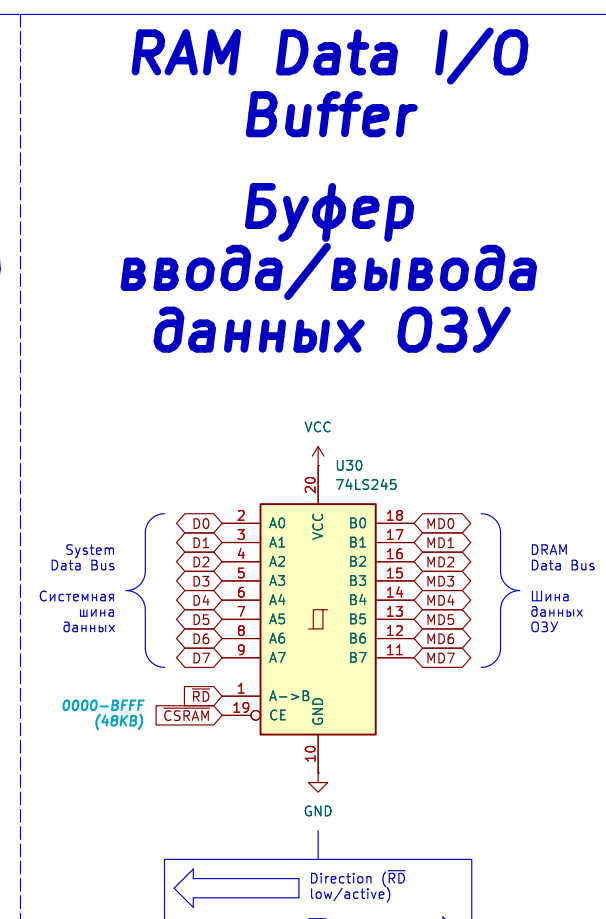 RAM Data I/O
Buffer
Буфер
ввода/вывода
данных ОЗУ
VCC
U30
74LS245
20
VCC
System
Data Bus
Системная
шина
данных
D0 2 A0 B0 18 MD0
D1 3 A1 B1 17 MD1
D2 4 A2 B2 16 MD2
D3 5 A3 B3 15 MD3
D4 6 A4 B4 14 MD4
D5 7 A5 B5 13 MD5
D6 8 A6 B6 12 MD6
D7 9 A7 B7 11 MD7
DRAM
Data Bus
Шина
данных
ОЗУ
0000-BFFF
(48KB)
R̅D̅ 1 A->B
C̅S̅R̅A̅M̅ 19 CE
GND
10
GND
Direction (R̅D̅
low/active)